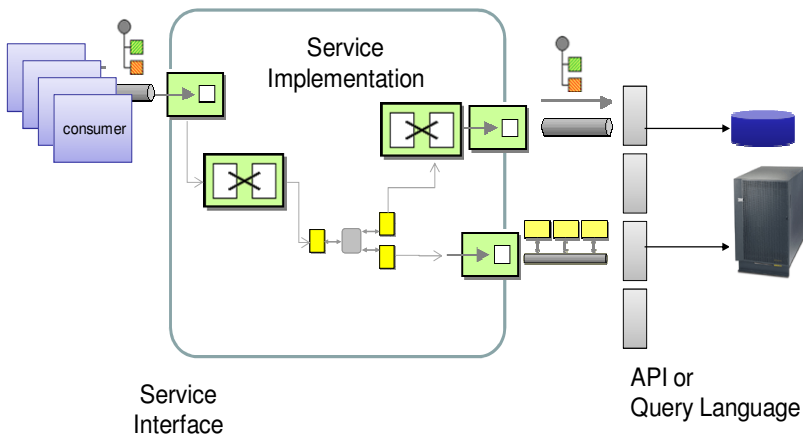 Service
Implementation
consumer
Service
Interface
API or
Query Language